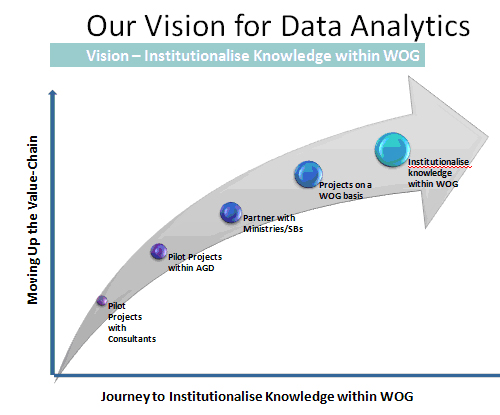 Our Vision for Data Analytics
Vision – Institutionalise Knowledge within WOG
Moving Up the Value-Chain
Institutionalise
knowledge
within WOG
Projects on a
WOG basis
Partner with
Ministries/SBs
Pilot Projects
within AGD
Pilot
Projects
with
Consultants
Journey to Institutionalise Knowledge within WOG